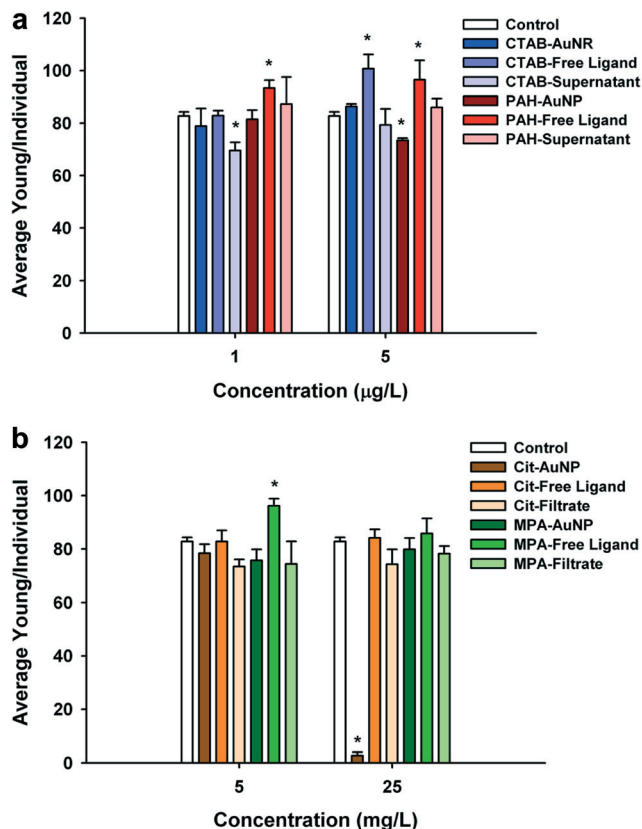 a
120
100
80
60
40
20
0
Average Young/Individual
* * * * *
*
Control
CTAB-AuNR
CTAB-Free Ligand
CTAB-Supernatant
PAH-AuNP
PAH-Free Ligand
PAH-Supernatant
1 5
Concentration (μg/L)
b
120
100
80
60
40
20
0
Average Young/Individual
*
*
Control
Cit-AuNP
Cit-Free Ligand
Cit-Filtrate
MPA-AuNP
MPA-Free Ligand
MPA-Filtrate
5 25
Concentration (mg/L)